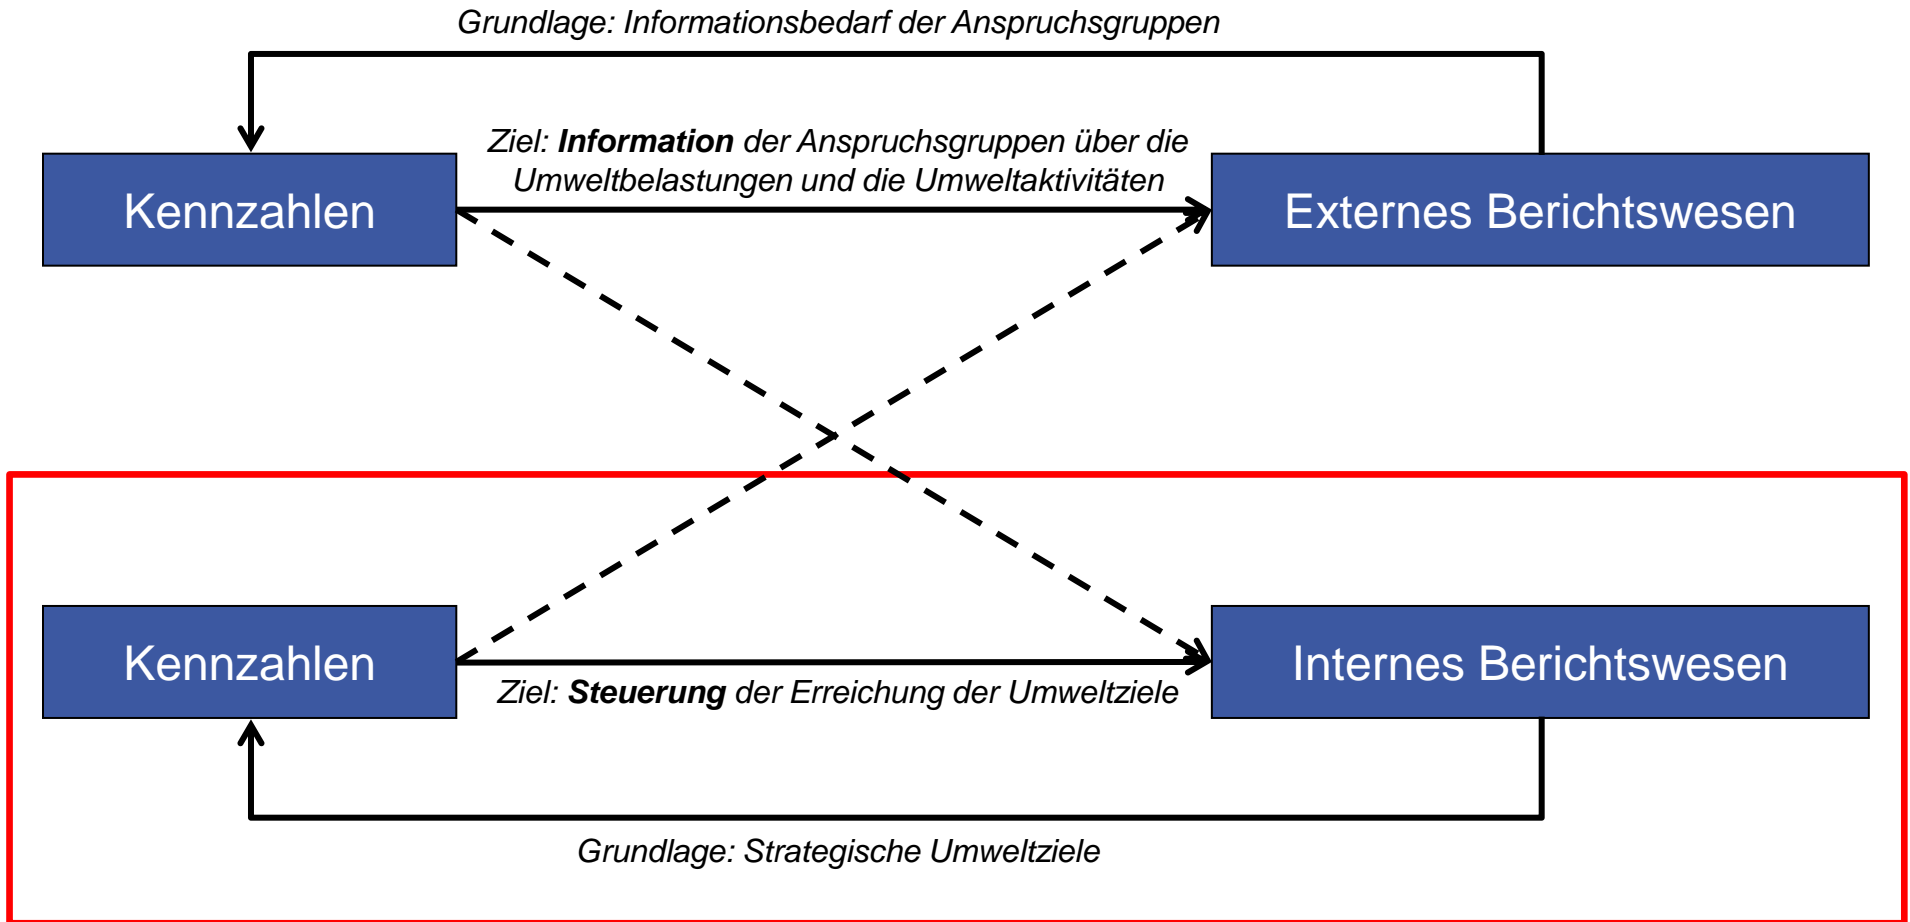 Grundlage: Informationsbedarf der Anspruchsgruppen
Ziel: Information der Anspruchsgruppen über die
Umweltbelastungen und die Umweltaktivitäten
Kennzahlen
Externes Berichtswesen
Kennzahlen
Internes Berichtswesen
Ziel: Steuerung der Erreichung der Umweltziele
Grundlage: Strategische Umweltziele